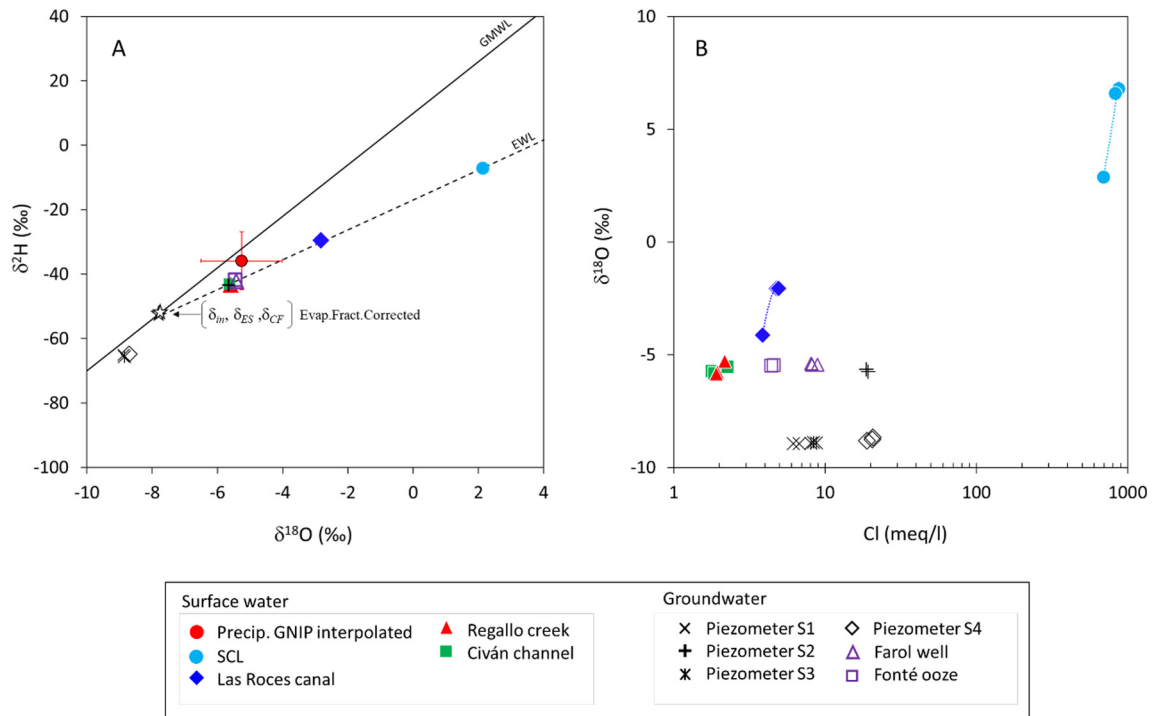 A
40
20
0
-20
-40
-60
-80
-100
δ²H (‰)
GMWL
EWL
(δin, δES ,δCF) Evap.Fract.Corrected
-10 -8 -6 -4 -2 0 2 4
δ¹⁸O (‰)
B
10
5
0
-5
-10
δ¹⁸O (‰)
1 10 100 1000
Cl (meq/l)
Surface water
Precip. GNIP interpolated
SCL
Las Roces canal
Regallo creek
Civán channel
Groundwater
Piezometer S1
Piezometer S2
Piezometer S3
Piezometer S4
Farol well
Fonté ooze